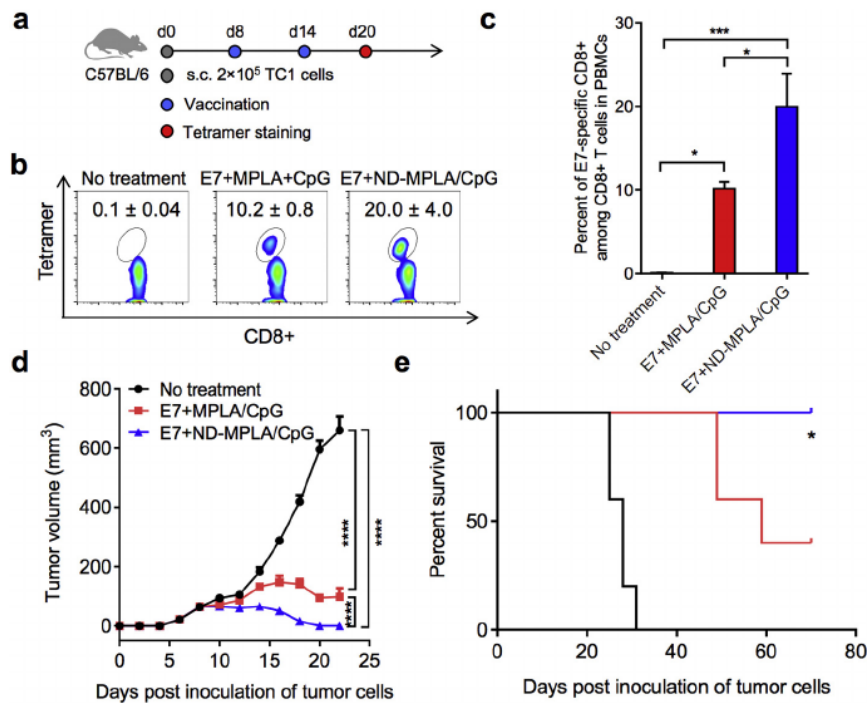 a
d0 d8 d14 d20
C57BL/6
s.c. 2×10⁵ TC1 cells
Vaccination
Tetramer staining
b
No treatment E7+MPLA+CpG E7+ND-MPLA/CpG
0.1 ± 0.04 10.2 ± 0.8 20.0 ± 4.0
Tetramer
CD8+
c
Percent of E7-specific CD8+
among CD8+ T cells in PBMCs
30
20
10
0
***
*
*
No treatment
E7+MPLA/CpG
E7+ND-MPLA/CpG
d
Tumor volume (mm³)
800
600
400
200
0
No treatment
E7+MPLA/CpG
E7+ND-MPLA/CpG
****
****
****
0 5 10 15 20 25
Days post inoculation of tumor cells
e
Percent survival
100
50
0
*
0 20 40 60 80
Days post inoculation of tumor cells